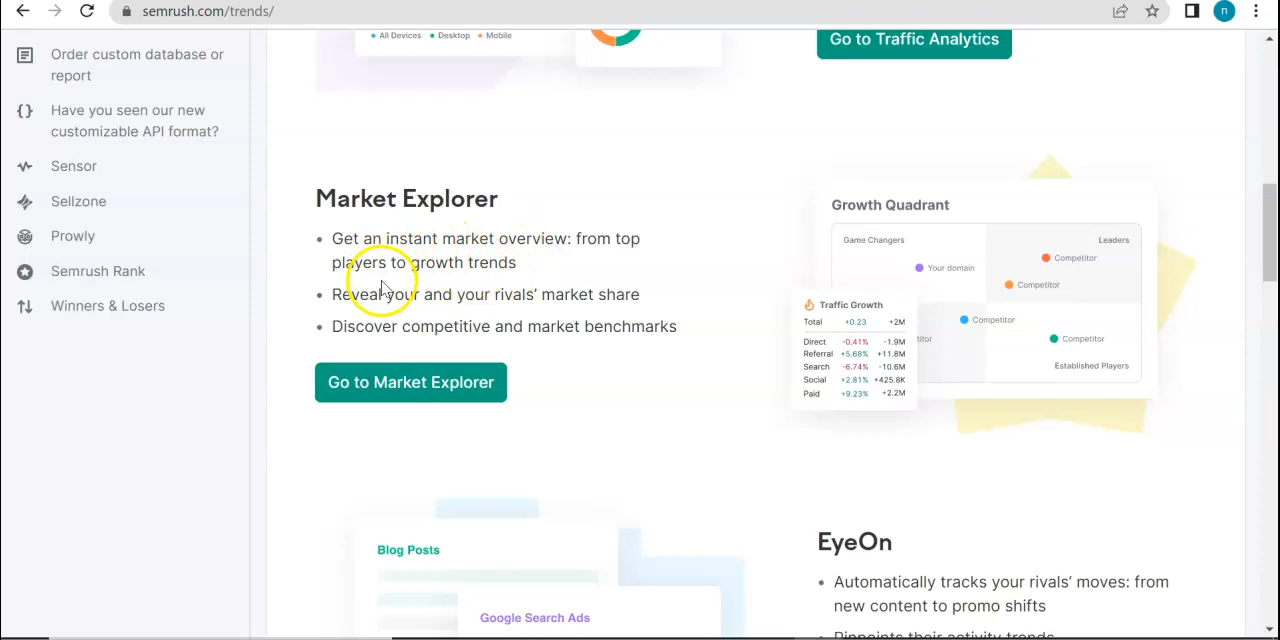 semrush.com/trends/
n
Order custom database or
report
Have you seen our new
customizable API format?
Sensor
Sellzone
Prowly
Semrush Rank
Winners & Losers
All Devices Desktop Mobile
Go to Traffic Analytics
Market Explorer
• Get an instant market overview: from top
players to growth trends
• Reveal your and your rivals’ market share
• Discover competitive and market benchmarks
Go to Market Explorer
Growth Quadrant
Game Changers Leaders
Your domain
Competitor
Competitor
Competitor
Competitor
Established Players
Traffic Growth
Total +0.23 +2M
Direct -0.41% -1.9M
Referral +5.68% +11.8M
Search -6.74% -10.6M
Social +2.81% +425.8K
Paid +9.23% +2.2M
Blog Posts
Google Search Ads
EyeOn
• Automatically tracks your rivals’ moves: from
new content to promo shifts
• Pinpoints their activity trends